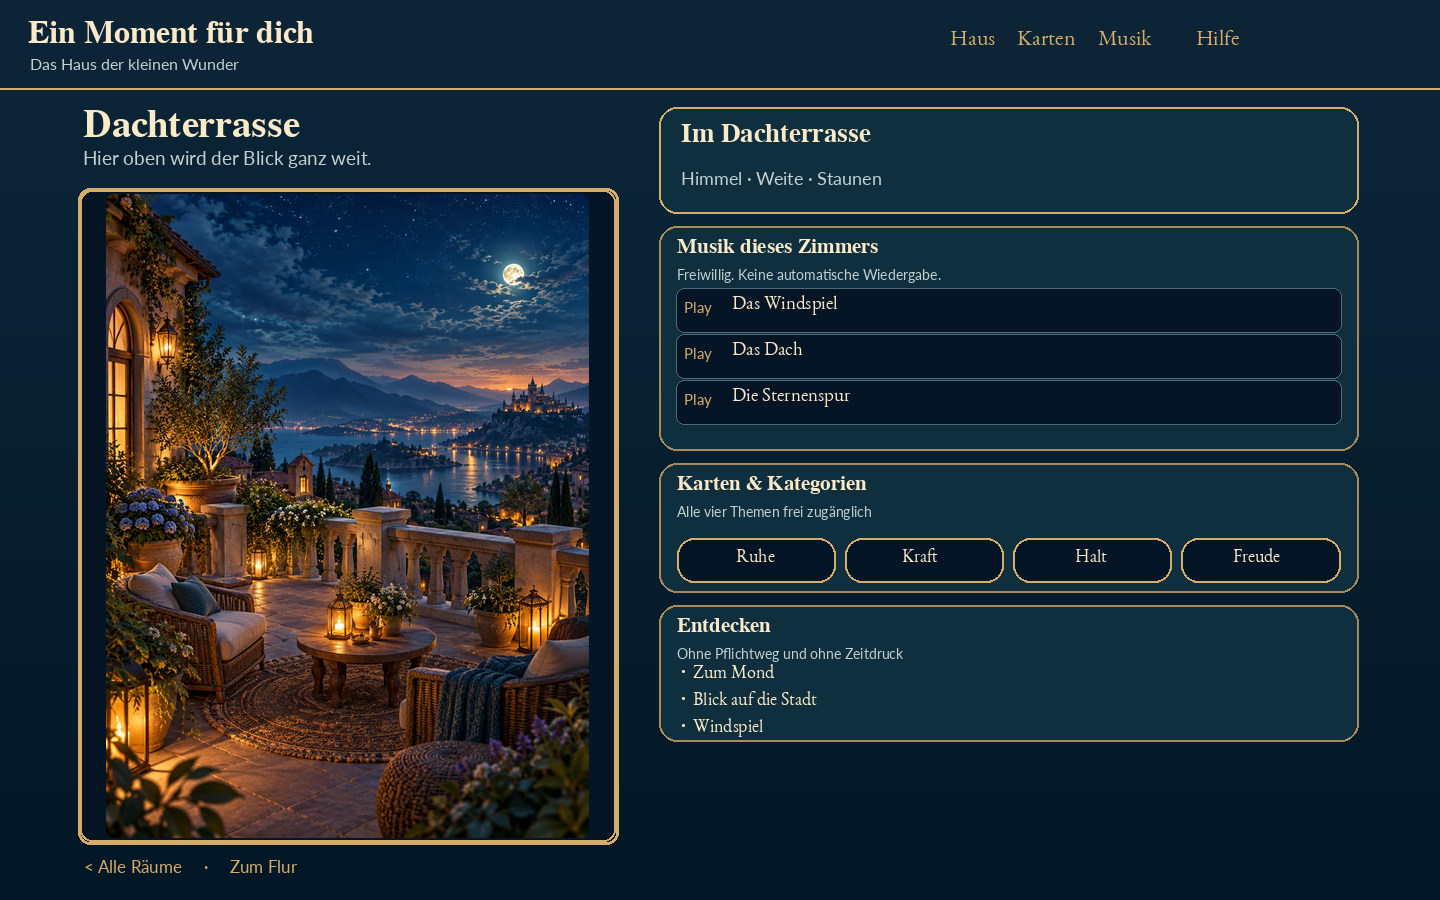 Ein Moment für dich
Das Haus der kleinen Wunder
Haus Karten Musik Hilfe
Dachterrasse
Hier oben wird der Blick ganz weit.
< Alle Räume · Zum Flur
Im Dachterrasse
Himmel · Weite · Staunen
Musik dieses Zimmers
Freiwillig. Keine automatische Wiedergabe.
Play Das Windspiel
Play Das Dach
Play Die Sternenspur
Karten & Kategorien
Alle vier Themen frei zugänglich
Ruhe Kraft Halt Freude
Entdecken
Ohne Pflichtweg und ohne Zeitdruck
· Zum Mond
· Blick auf die Stadt
· Windspiel